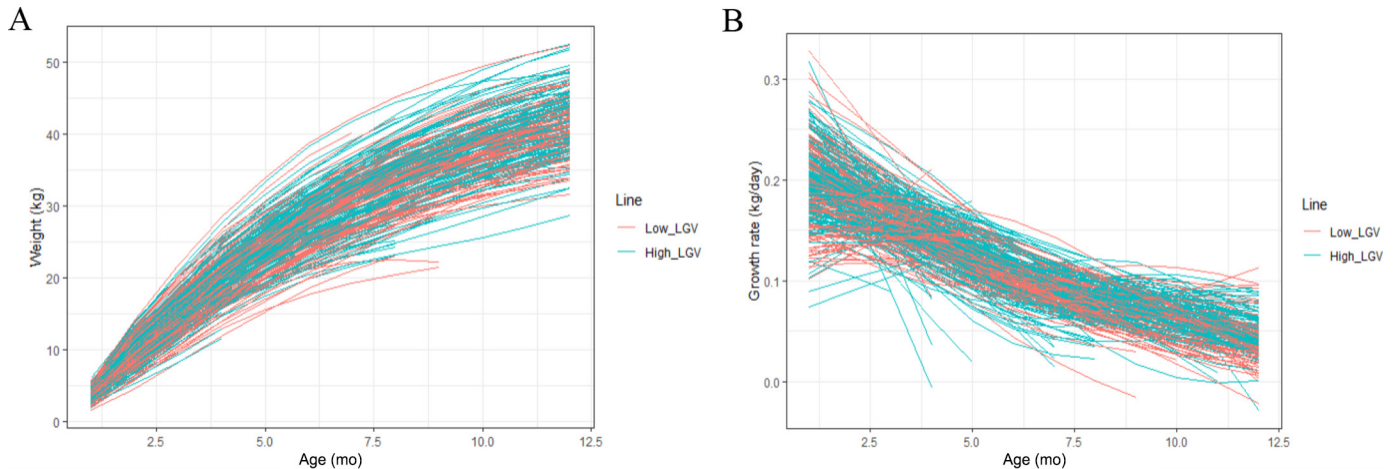 A
Weight (kg)
50
40
30
20
10
0
2.5
5.0
7.5
10.0
12.5
Age (mo)
Line
Low_LGV
High_LGV
B
Growth rate (kg/day)
0.3
0.2
0.1
0.0
2.5
5.0
7.5
10.0
12.5
Age (mo)
Line
Low_LGV
High_LGV